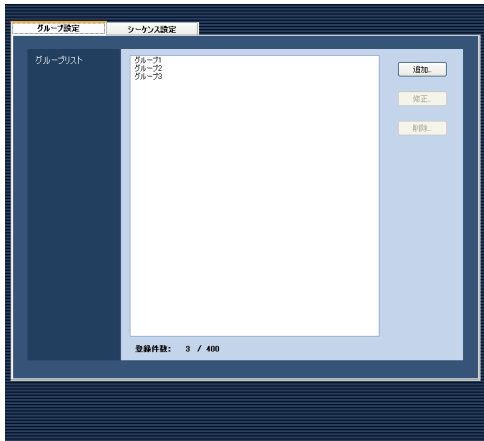 グループ設定
シーケンス設定
グループリスト
グループ1
グループ2
グループ3
追加...
修正...
削除...
登録件数: 3 / 400